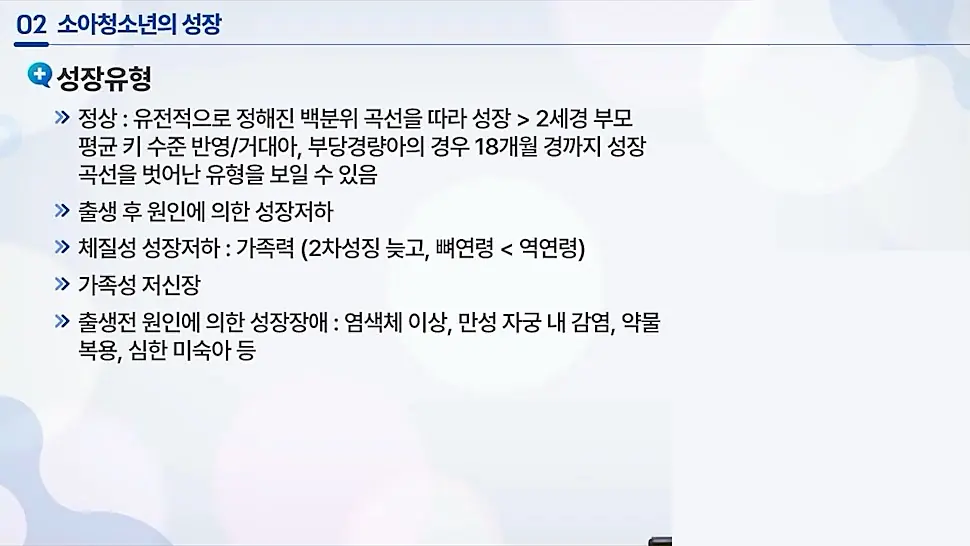 02 소아청소년의 성장
성장유형
» 정상 : 유전적으로 정해진 백분위 곡선을 따라 성장 > 2세경 부모
평균 키 수준 반영/거대아, 부당경량아의 경우 18개월 경까지 성장
곡선을 벗어난 유형을 보일 수 있음
» 출생 후 원인에 의한 성장저하
» 체질성 성장저하 : 가족력 (2차성징 늦고, 뼈연령 < 역연령)
» 가족성 저신장
» 출생전 원인에 의한 성장장애 : 염색체 이상, 만성 자궁 내 감염, 약물
복용, 심한 미숙아 등